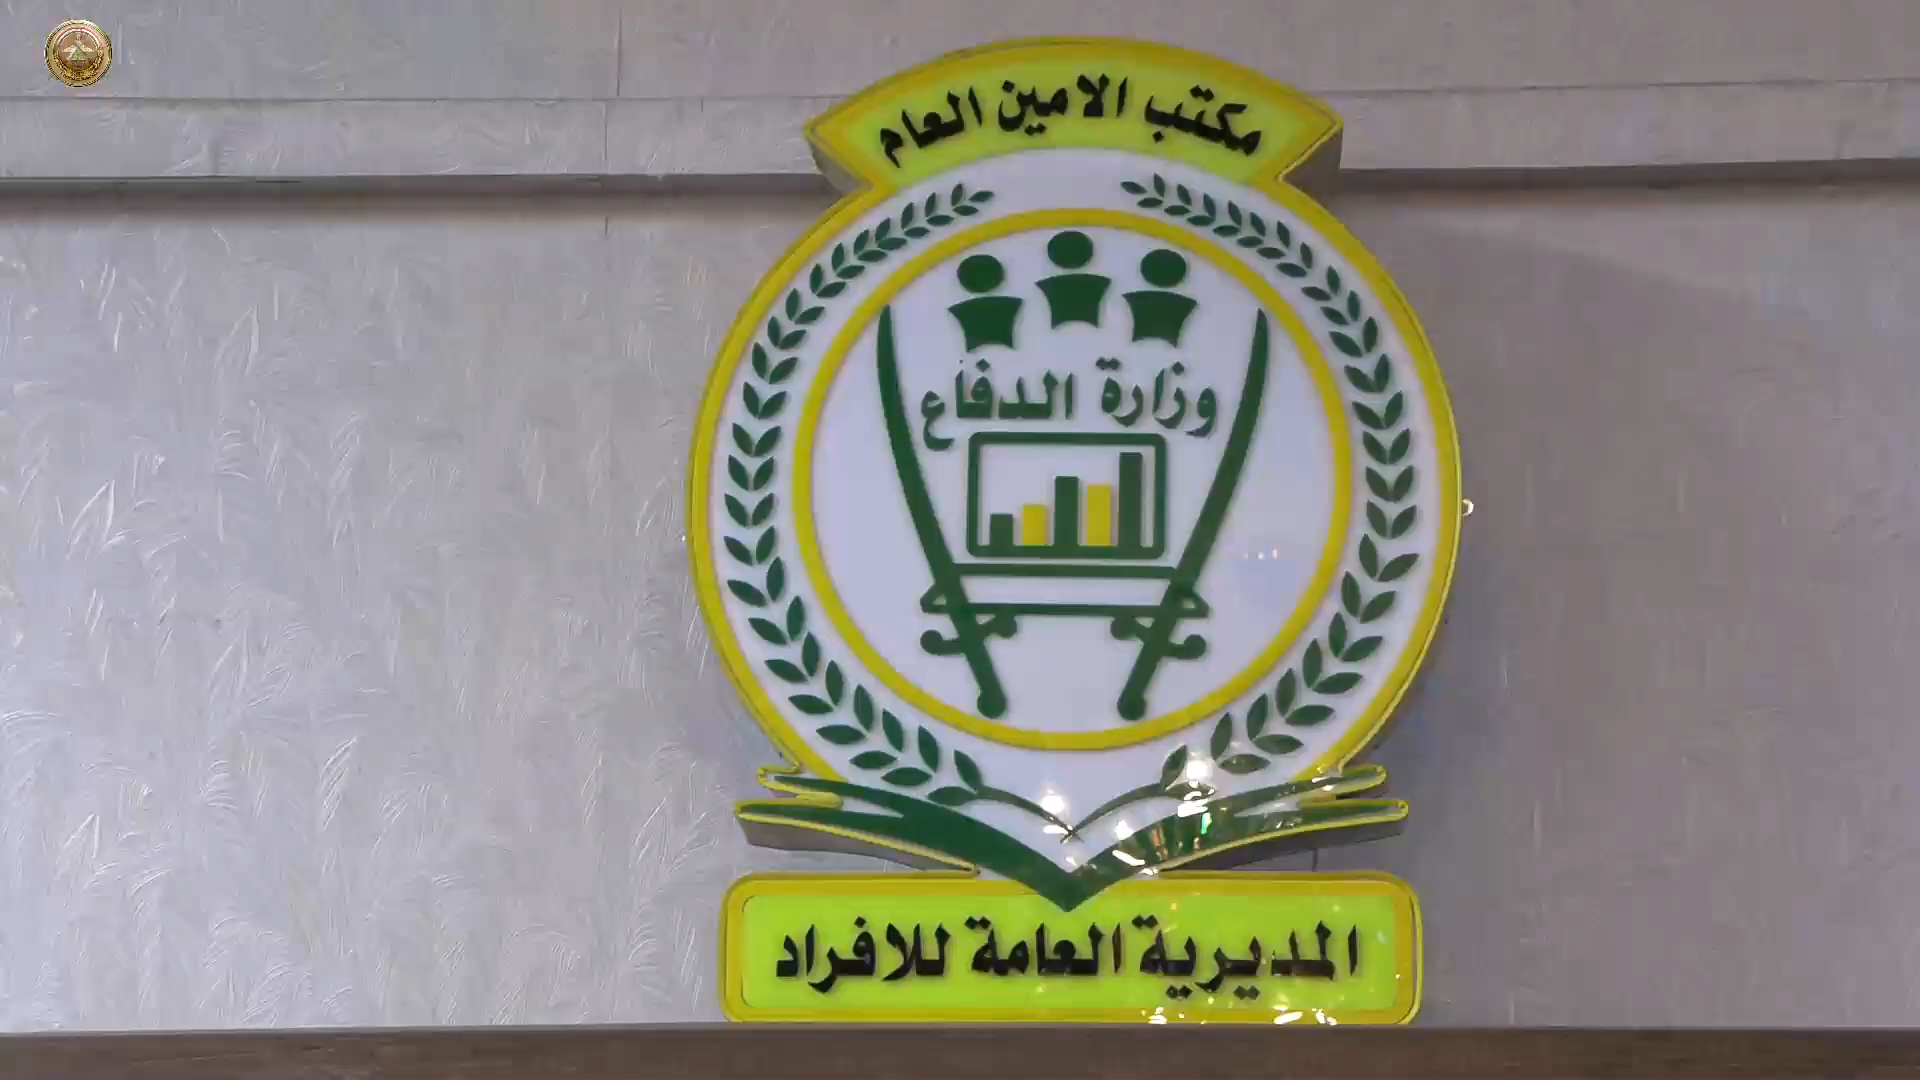 مكتب الامين العام
وزارة الدفاع
المديرية العامة للافراد